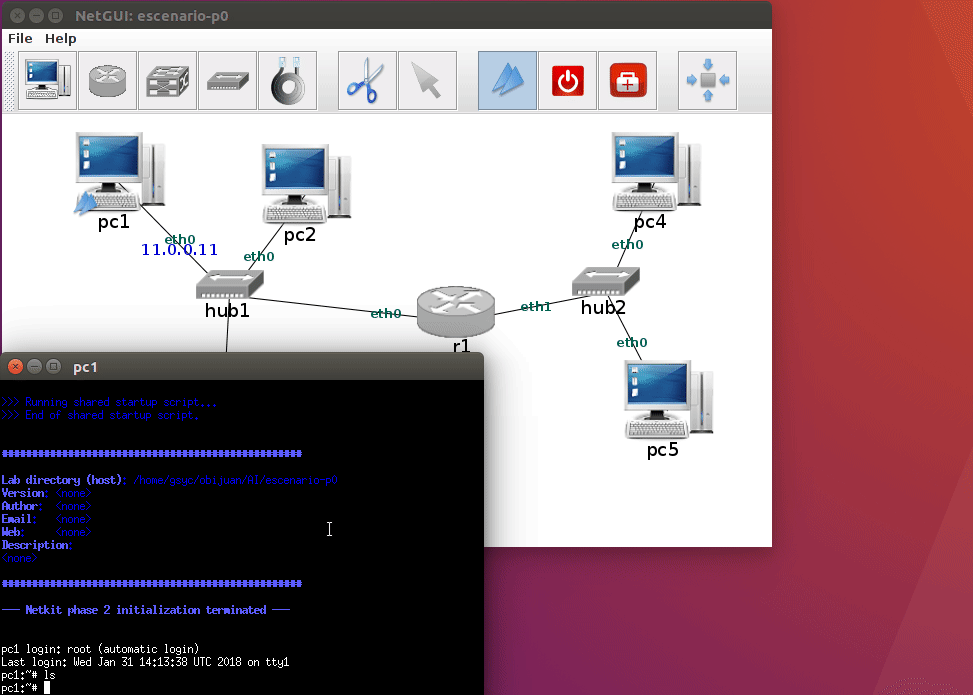 NetGUI: escenario-p0
File Help
pc1
pc2
pc4
eth0
11.0.0.11
eth0
eth0
hub1
eth0
eth1
hub2
r1
eth0
pc5
pc1
>>> Running shared startup script...
>>> End of shared startup script.
Lab directory (host): /home/gsyc/obijuan/Wl/escenario-p0
Version: <none>
Author: <none>
Email: <none>
Web: <none>
Description:
<none>
─── Netkit phase 2 initialization terminated ───
pc1 login: root (automatic login)
Last login: Wed Jan 31 14:13:38 UTC 2018 on tty1
pc1:~# ls
pc1:~#